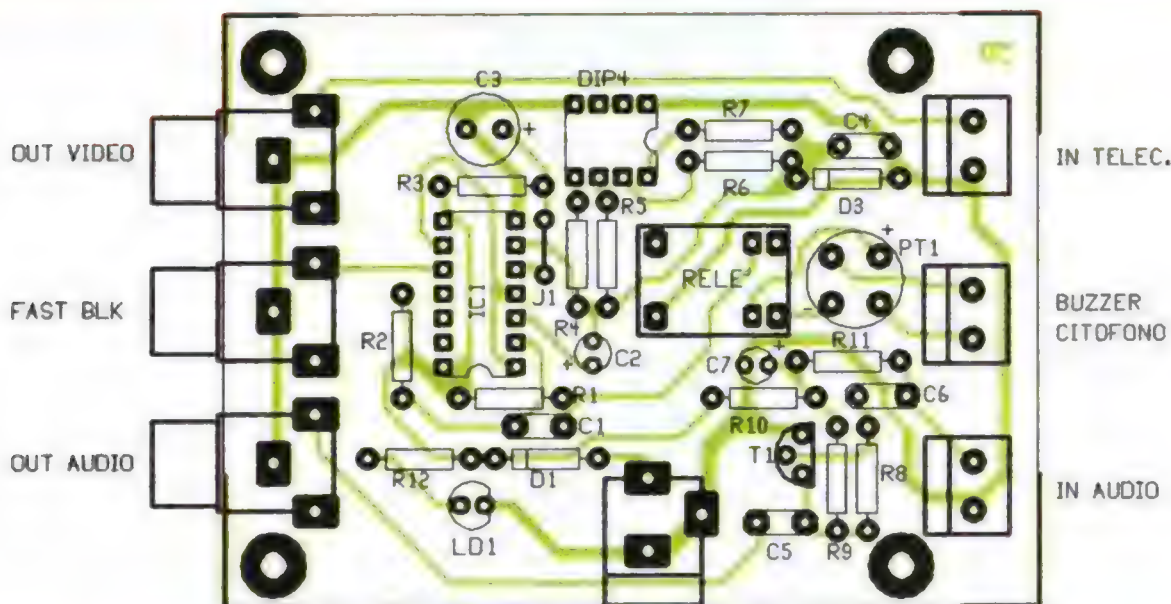 C3
DIP4
R7
C4
OUT VIDEO
IN TELEC.
R3
R6
R5
D3
PT1
RELE'
J1
IC1
FAST BLK
BUZZER
CITOFONO
R2
R4
C2
C7
R11
R1
C6
C1
R10
OUT AUDIO
T1
R8
IN AUDIO
R12
D1
LD1
C5
R9